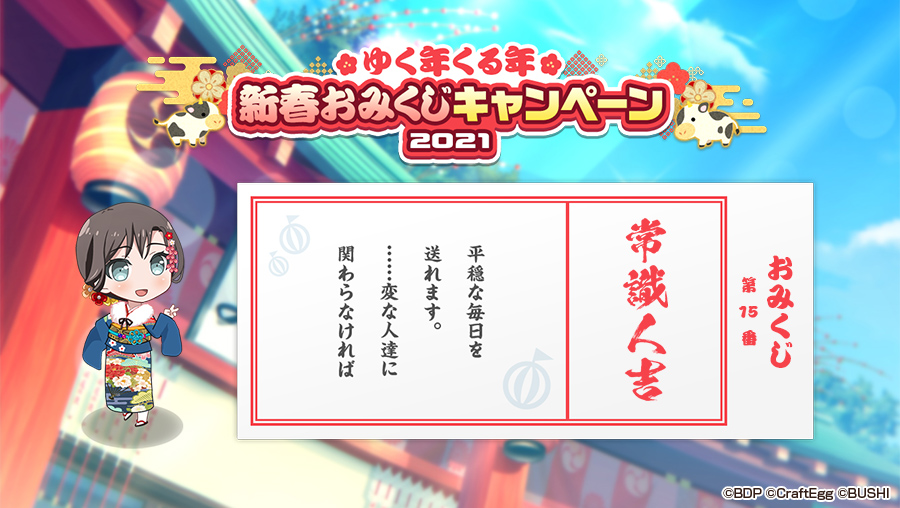 ゆく年くる年
新春おみくじキャンペーン
2021
おみくじ
第15番
常識人吉
平穏な毎日を
送れます。
……変な人達に
関わらなければ
©BDP ©CraftEgg ©BUSHI